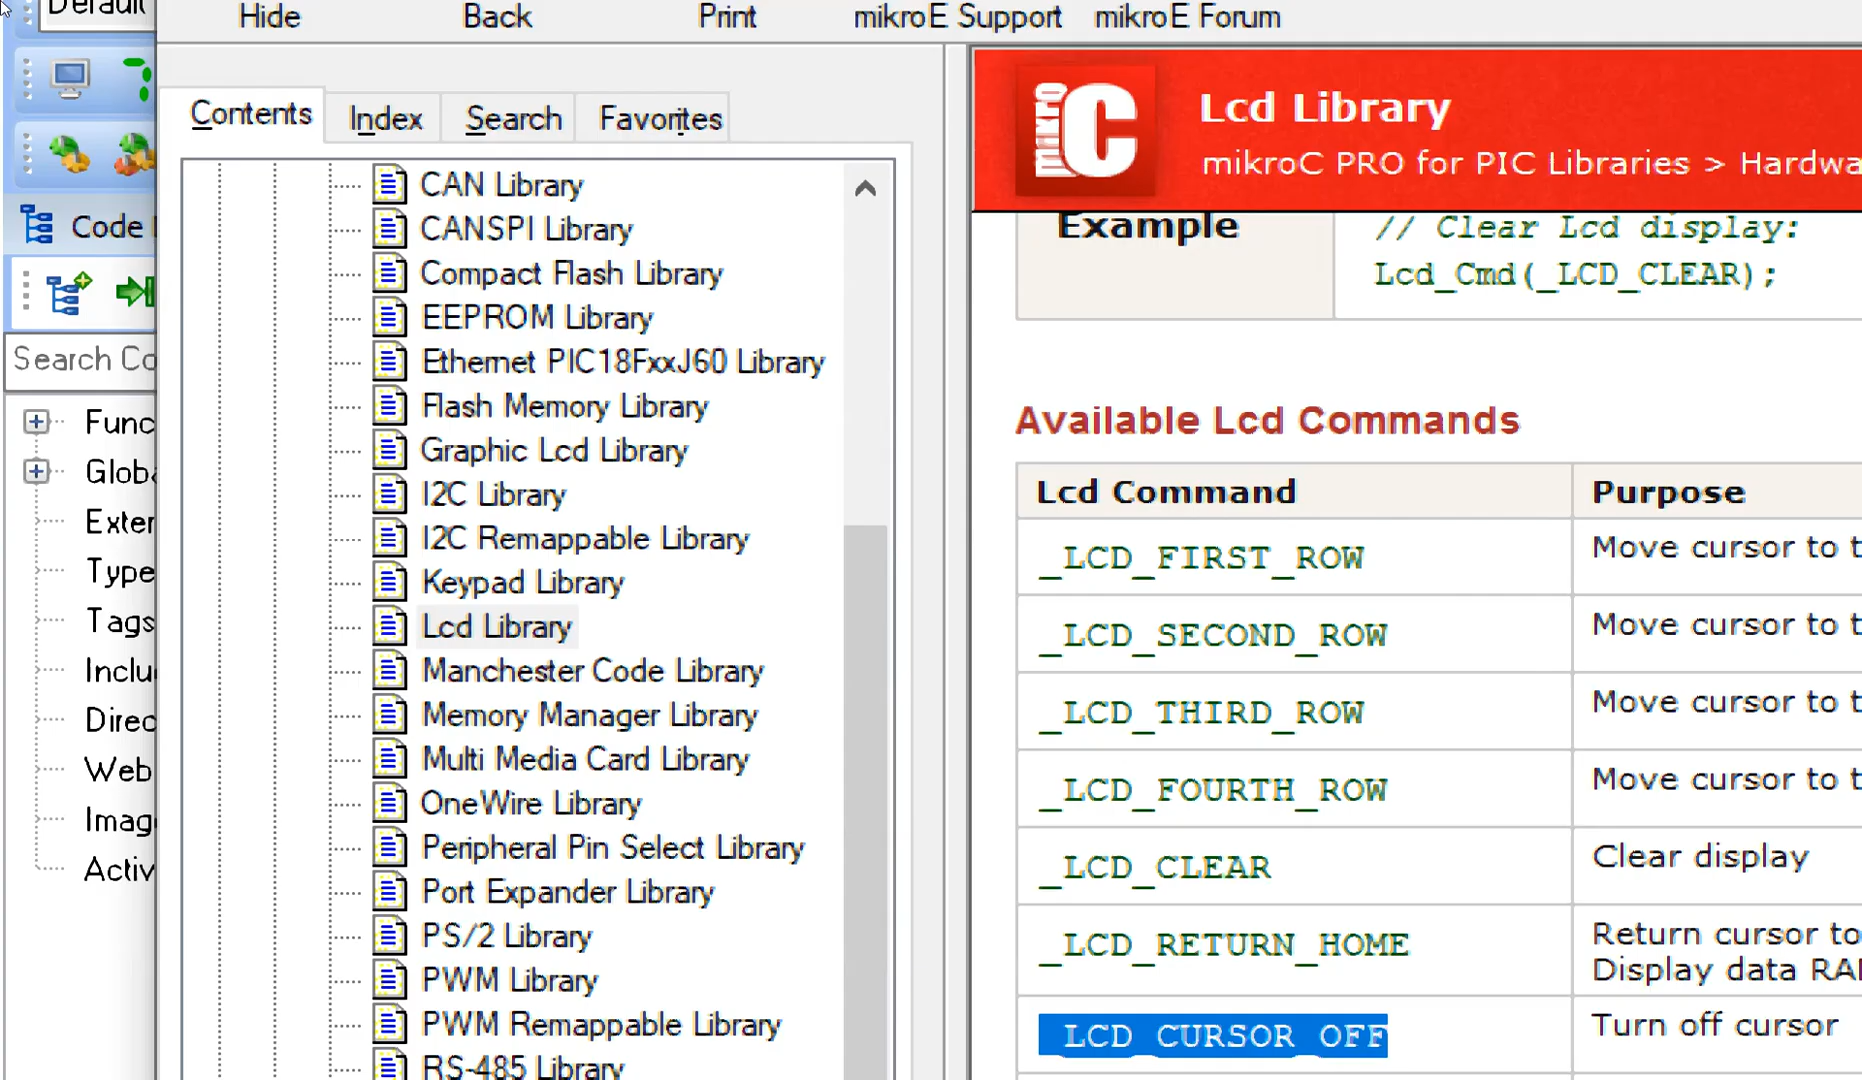 Hide Back Print mikroE Support mikroE Forum
Contents Index Search Favorites
mikro C
Lcd Library
mikroC PRO for PIC Libraries > Hardwa
Code
Search Co
Func
Globa
Exter
Type
Tags
Inclu
Direc
Web
Imag
Activ
CAN Library
CANSPI Library
Compact Flash Library
EEPROM Library
Ethernet PIC18FxxJ60 Library
Flash Memory Library
Graphic Lcd Library
I2C Library
I2C Remappable Library
Keypad Library
Lcd Library
Manchester Code Library
Memory Manager Library
Multi Media Card Library
OneWire Library
Peripheral Pin Select Library
Port Expander Library
PS/2 Library
PWM Library
PWM Remappable Library
RS-485 Library
Example
// Clear Lcd display:
Lcd_Cmd(_LCD_CLEAR);
Available Lcd Commands
Lcd Command Purpose
_LCD_FIRST_ROW Move cursor to t
_LCD_SECOND_ROW Move cursor to t
_LCD_THIRD_ROW Move cursor to t
_LCD_FOURTH_ROW Move cursor to t
_LCD_CLEAR Clear display
_LCD_RETURN_HOME Return cursor to
Display data RA
_LCD_CURSOR_OFF Turn off cursor